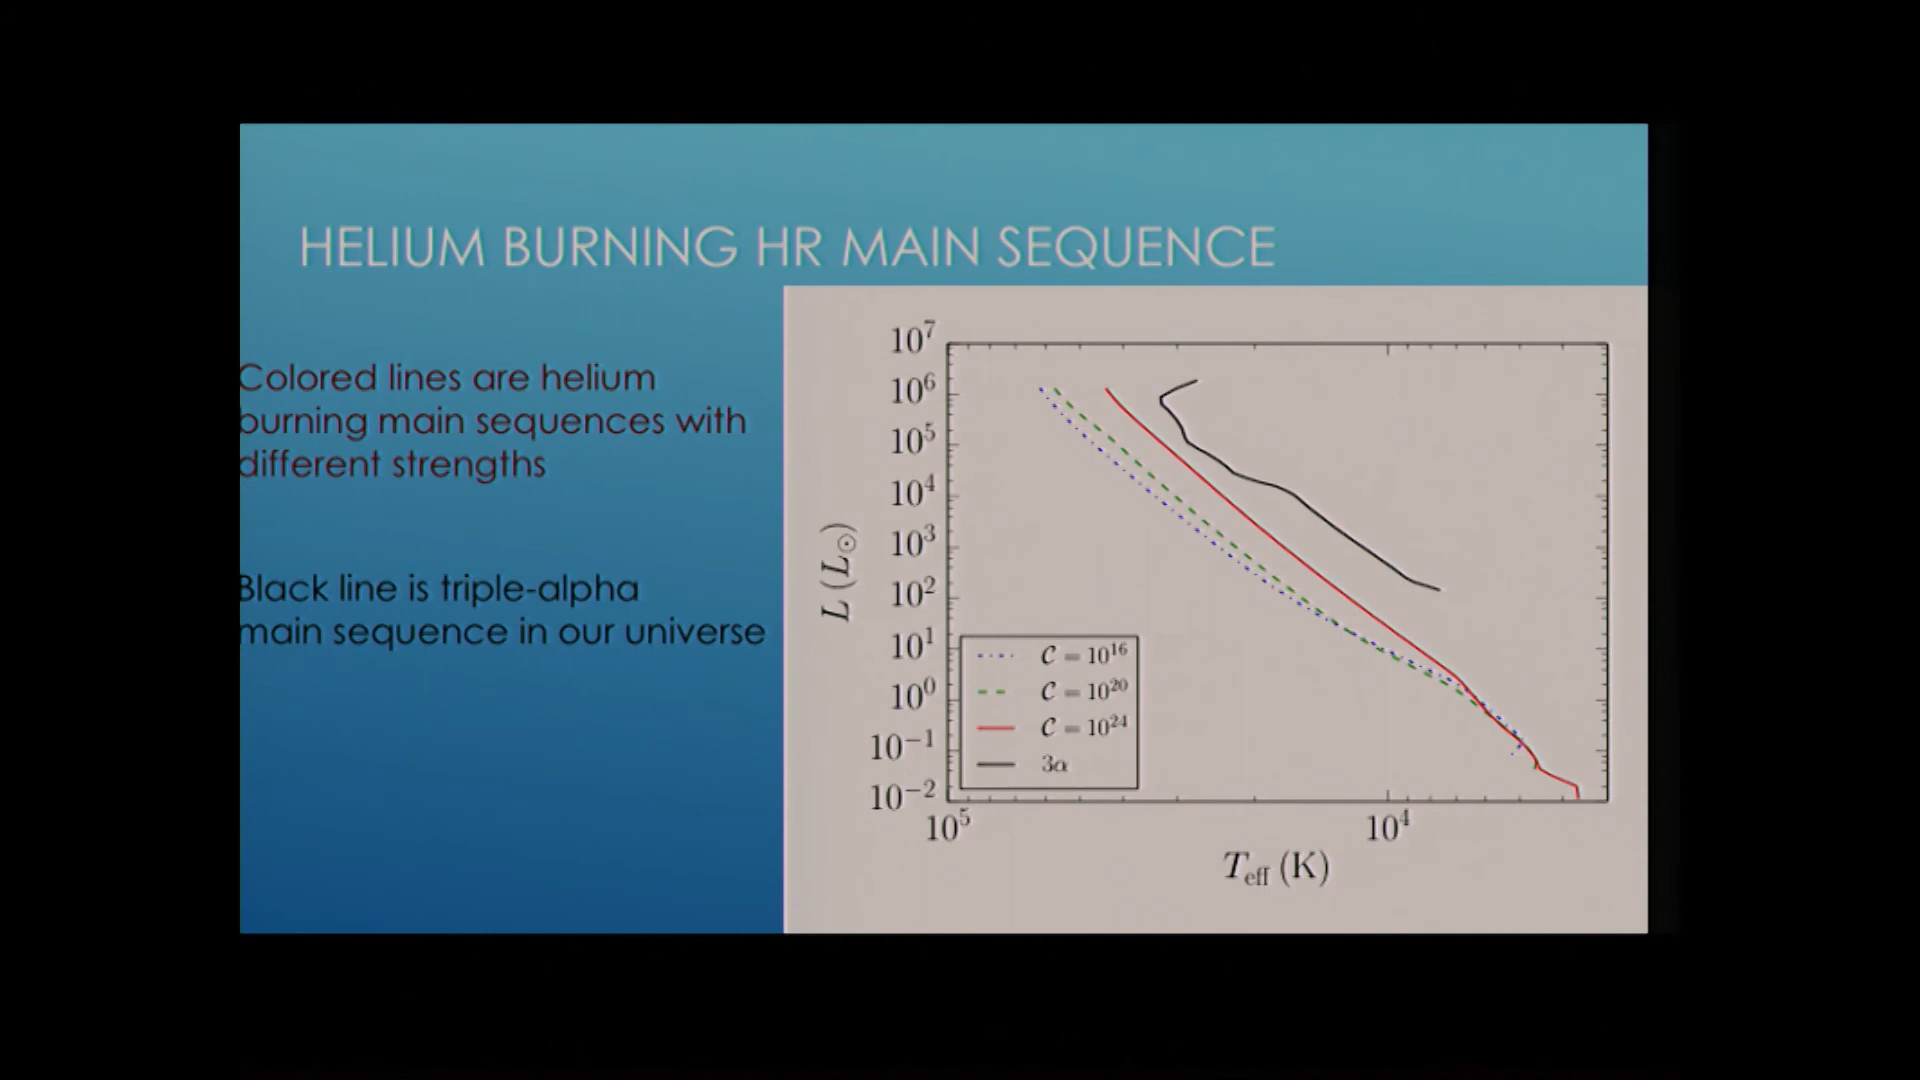 HELIUM BURNING HR MAIN SEQUENCE
Colored lines are helium
burning main sequences with
different strengths
Black line is triple-alpha
main sequence in our universe
10⁷
10⁶
10⁵
10⁴
10³
10²
10¹
10⁰
10⁻¹
10⁻²
L (L☉)
C = 10¹⁶
C = 10²⁰
C = 10²⁴
3α
10⁵ 10⁴
T_eff (K)